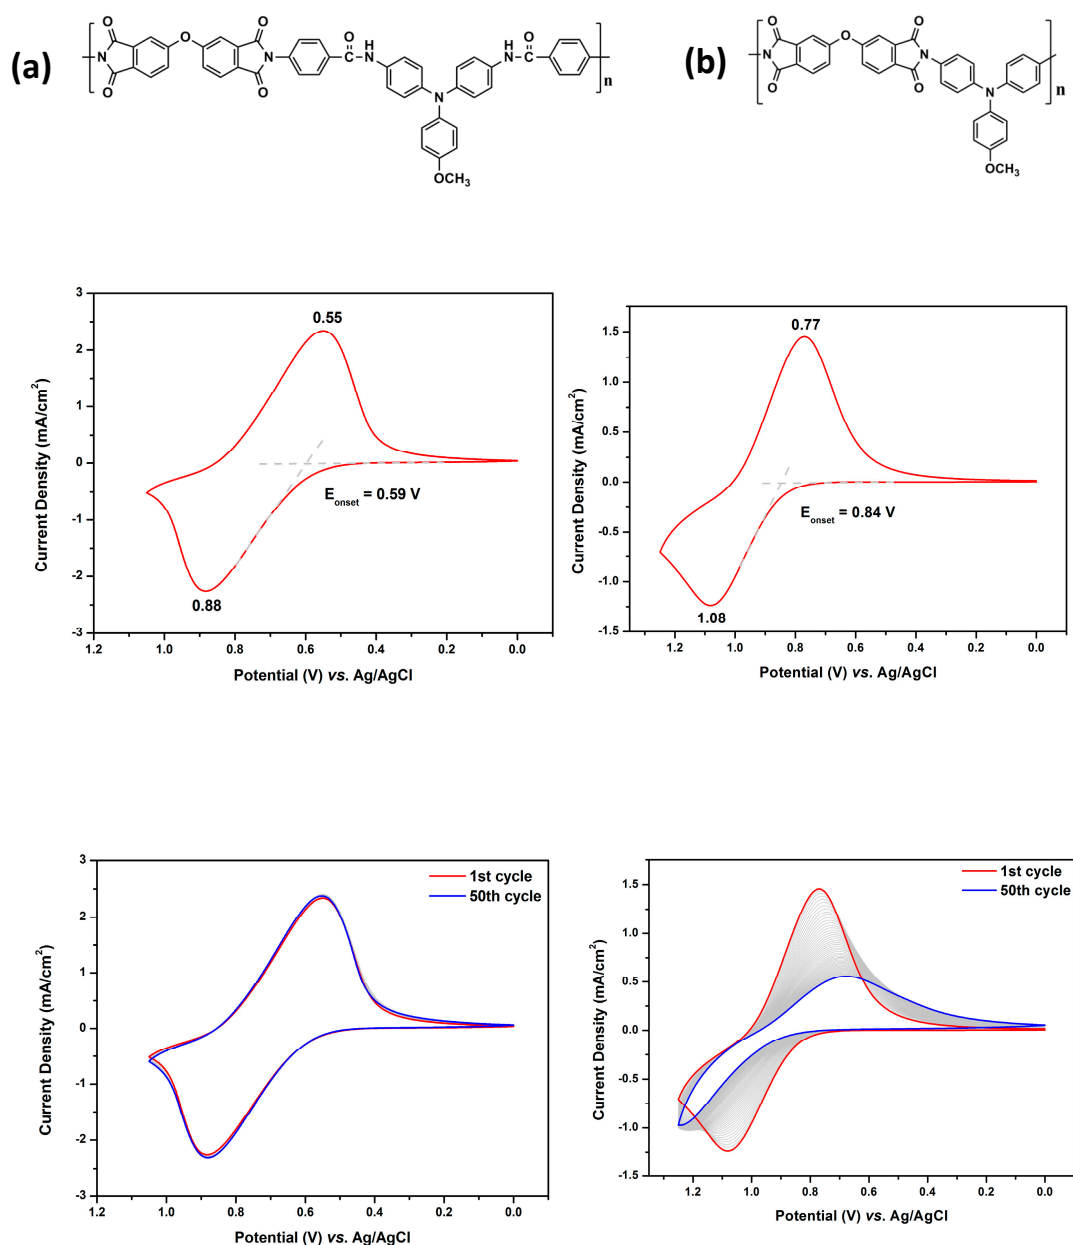 (a)
O
O
O
N
N
O
O
O
C
H
N
H
N
O
C
N
OCH3
n
(b)
O
O
O
N
N
O
O
N
OCH3
n
Current Density (mA/cm2)
3
2
1
0
-1
-2
-3
0.55
Eonset = 0.59 V
0.88
1.2 1.0 0.8 0.6 0.4 0.2 0.0
Potential (V) vs. Ag/AgCl
Current Density (mA/cm2)
1.5
1.0
0.5
0.0
-0.5
-1.0
-1.5
0.77
Eonset = 0.84 V
1.08
1.2 1.0 0.8 0.6 0.4 0.2 0.0
Potential (V) vs. Ag/AgCl
Current Density (mA/cm2)
3
2
1
0
-1
-2
-3
1st cycle
50th cycle
1.2 1.0 0.8 0.6 0.4 0.2 0.0
Potential (V) vs. Ag/AgCl
Current Density (mA/cm2)
1.5
1.0
0.5
0.0
-0.5
-1.0
-1.5
1st cycle
50th cycle
1.2 1.0 0.8 0.6 0.4 0.2 0.0
Potential (V) vs. Ag/AgCl